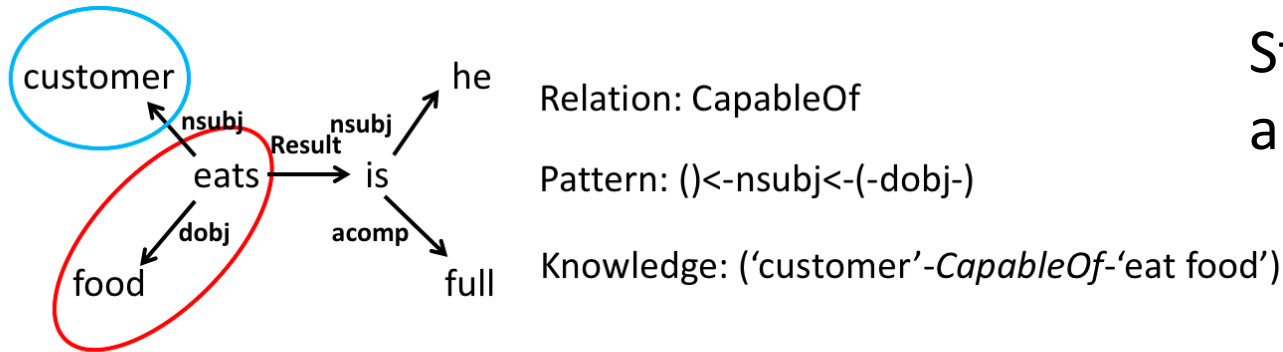 customer
he
nsubj
nsubj
Result
eats
is
dobj
acomp
food
full
Relation: CapableOf
Pattern: ()<-nsubj<-(-dobj-)
Knowledge: (‘customer’-CapableOf-‘eat food’)
a